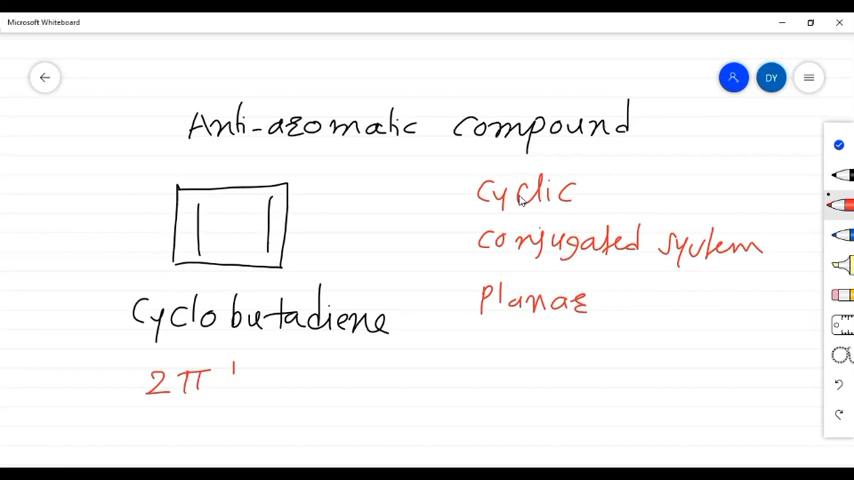 Microsoft Whiteboard
DY
Anti-aromatic compound
Cyclic
conjugated system
Planar
Cyclobutadiene
2π